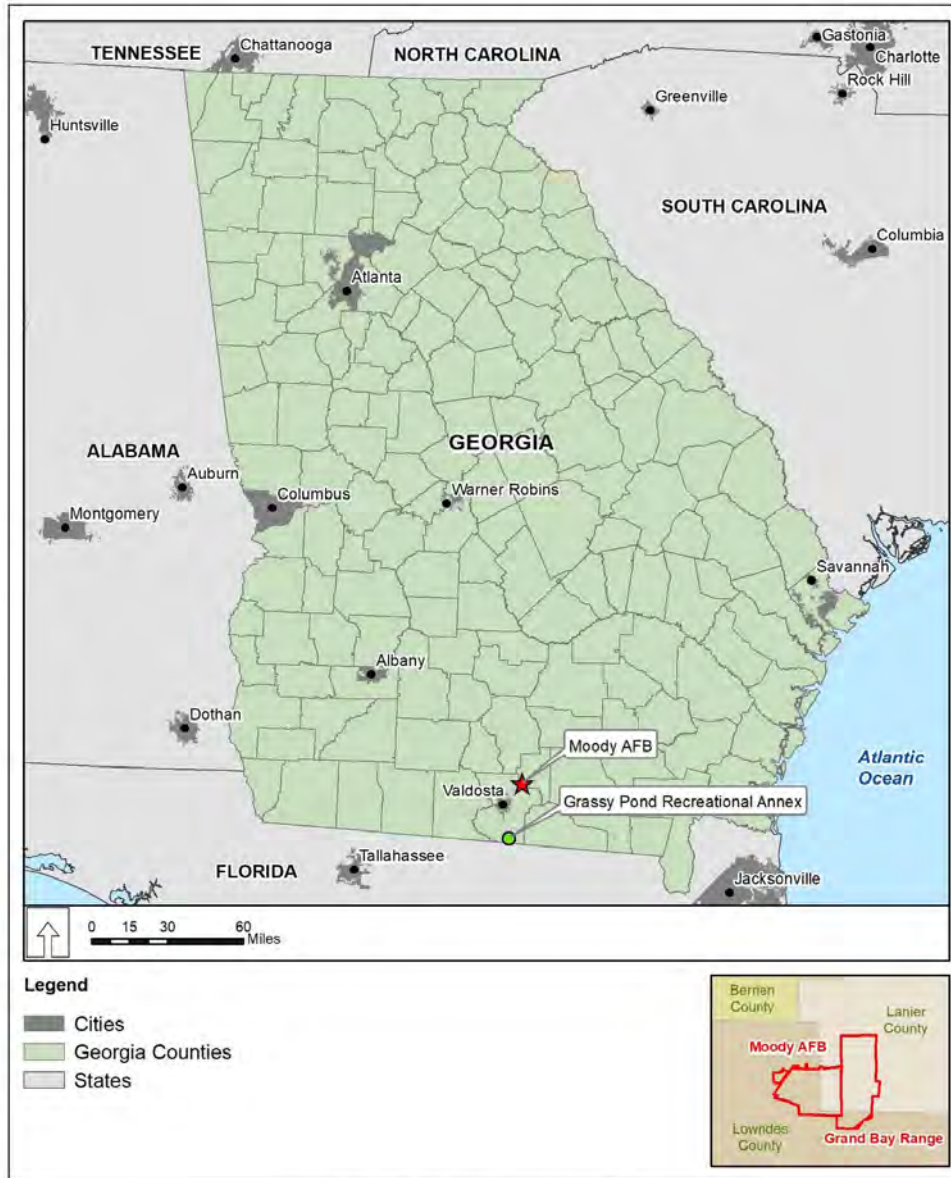 TENNESSEE
Chattanooga
NORTH CAROLINA
Gastonia
Charlotte
Rock Hill
Huntsville
Greenville
SOUTH CAROLINA
Columbia
Atlanta
ALABAMA
GEORGIA
Auburn
Columbus
Warner Robins
Montgomery
Savannah
Albany
Dothan
Moody AFB
Atlantic
Ocean
Valdosta
Grassy Pond Recreational Annex
Tallahassee
FLORIDA
Jacksonville
0 15 30 60
Miles
Legend
Cities
Georgia Counties
States
Berrien
County
Lanier
County
Moody AFB
Lowndes
County
Grand Bay Range